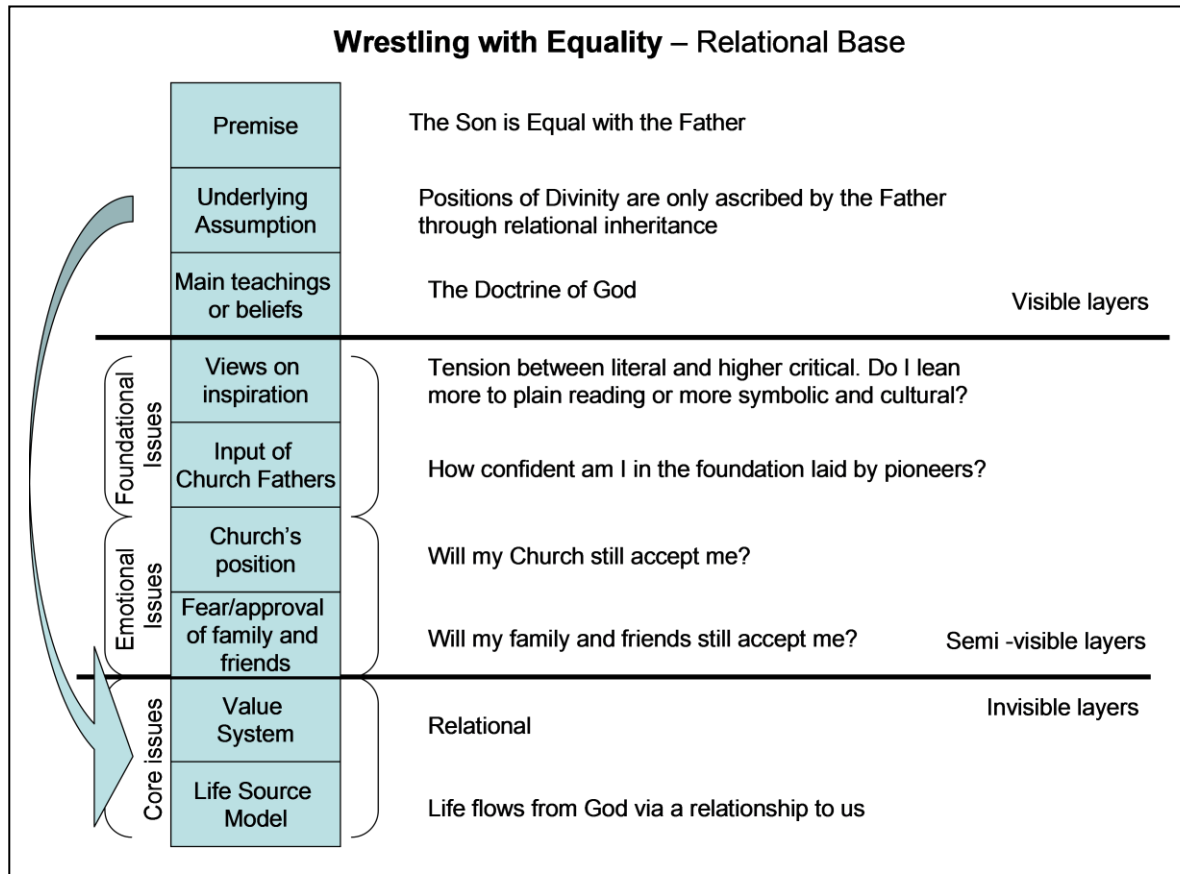 Wrestling with Equality – Relational Base
Premise
The Son is Equal with the Father
Underlying
Assumption
Positions of Divinity are only ascribed by the Father
through relational inheritance
Main teachings
or beliefs
The Doctrine of God
Visible layers
Foundational
Issues
Views on
inspiration
Tension between literal and higher critical. Do I lean
more to plain reading or more symbolic and cultural?
Input of
Church Fathers
How confident am I in the foundation laid by pioneers?
Emotional
Issues
Church's
position
Will my Church still accept me?
Fear/approval
of family and
friends
Will my family and friends still accept me?
Semi -visible layers
Invisible layers
Core issues
Value
System
Relational
Life Source
Model
Life flows from God via a relationship to us